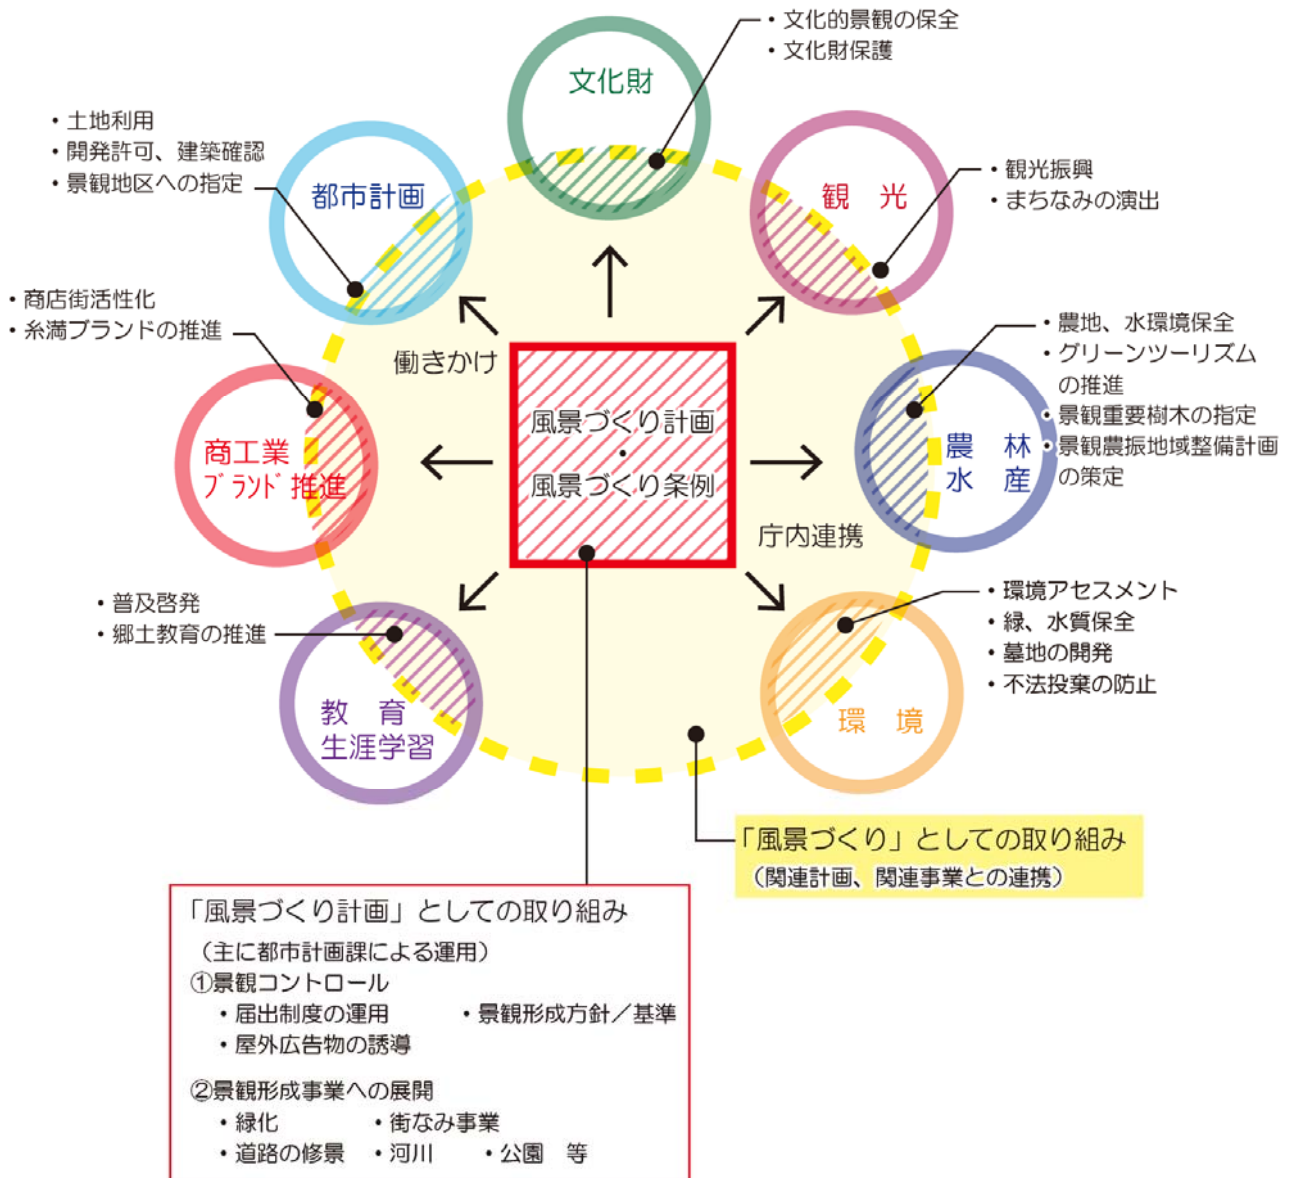 ・文化的景観の保全
・文化財保護
文化財
・土地利用
・開発許可、建築確認
・景観地区への指定
都市計画
観　光
・観光振興
・まちなみの演出
・商店街活性化
・糸満ブランドの推進
働きかけ
商工業
ブランド推進
風景づくり計画
・
風景づくり条例
農　林
水　産
・農地、水環境保全
・グリーンツーリズム
の推進
・景観重要樹木の指定
・景観農振地域整備計画
の策定
庁内連携
・普及啓発
・郷土教育の推進
教　育
生涯学習
環　境
・環境アセスメント
・緑、水質保全
・墓地の開発
・不法投棄の防止
「風景づくり」としての取り組み
（関連計画、関連事業との連携）
「風景づくり計画」としての取り組み
（主に都市計画課による運用）
①景観コントロール
・届出制度の運用　・景観形成方針／基準
・屋外広告物の誘導
②景観形成事業への展開
・緑化　・街なみ事業
・道路の修景　・河川　・公園　等